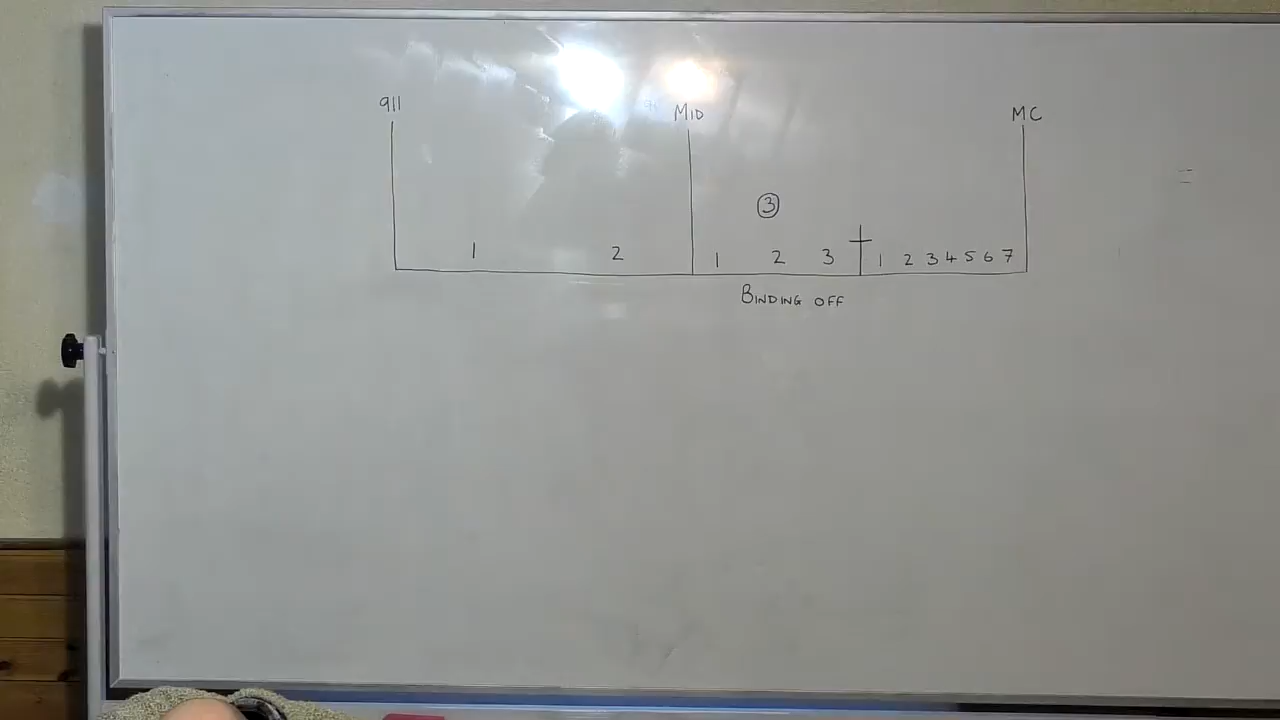 911 MID MC
③
1 2 1 2 3 1 2 3 4 5 6 7
BINDING OFF
=